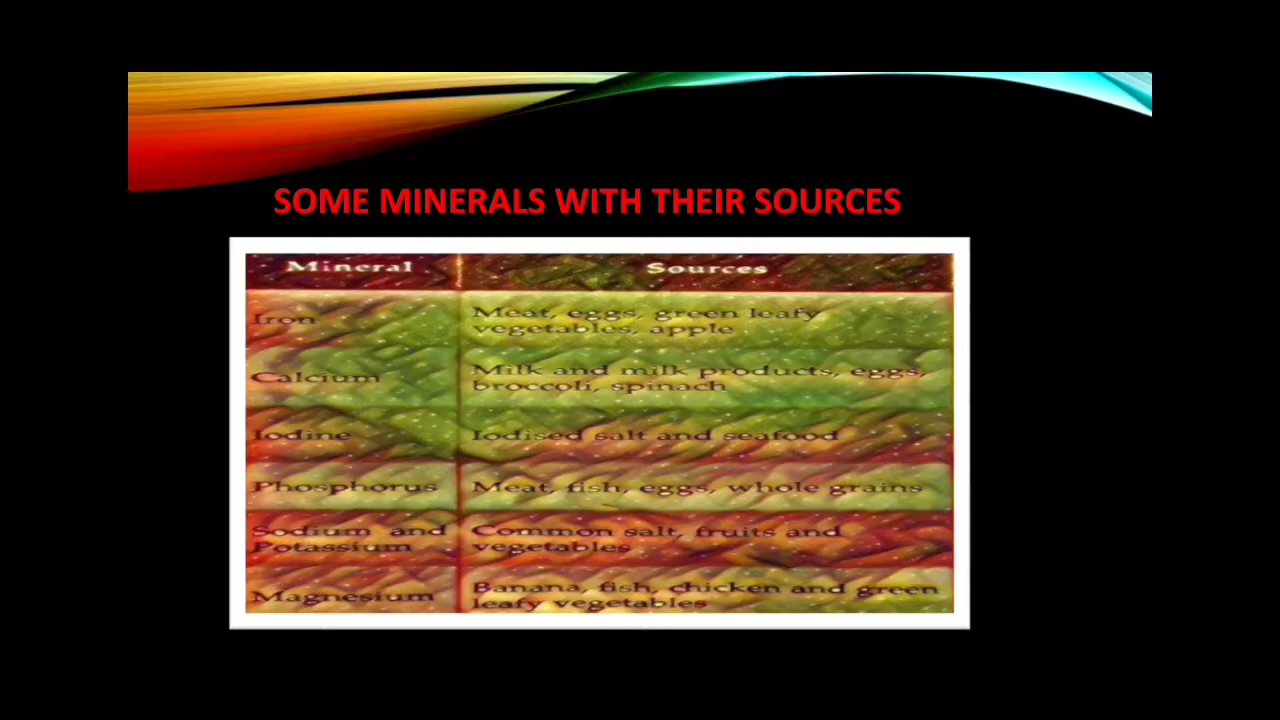 SOME MINERALS WITH THEIR SOURCES
Mineral Sources
Iron
Meat, eggs, green leafy
vegetables, apple
Calcium
Milk and milk products, eggs,
broccoli, spinach
Iodine
Iodised salt and seafood
Phosphorus
Meat, fish, eggs, whole grains
Sodium and
Potassium
Common salt, fruits and
vegetables
Magnesium
Banana, fish, chicken and green
leafy vegetables